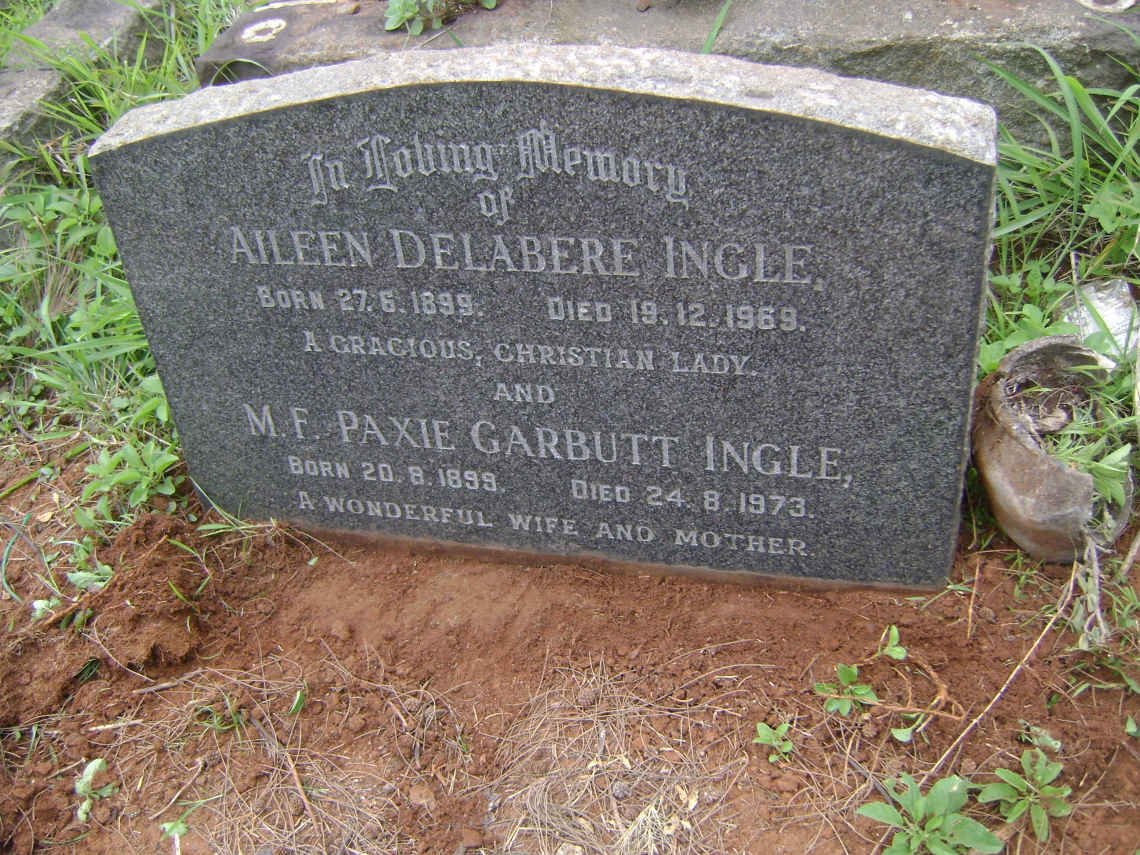 In Loving Memory
of
AILEEN DELABERE INGLE,
BORN 27.6.1899. DIED 19.12.1969.
A GRACIOUS, CHRISTIAN LADY.
AND
M.F. PAXIE GARBUTT INGLE,
BORN 20.8.1899. DIED 24.8.1973.
A WONDERFUL WIFE AND MOTHER.